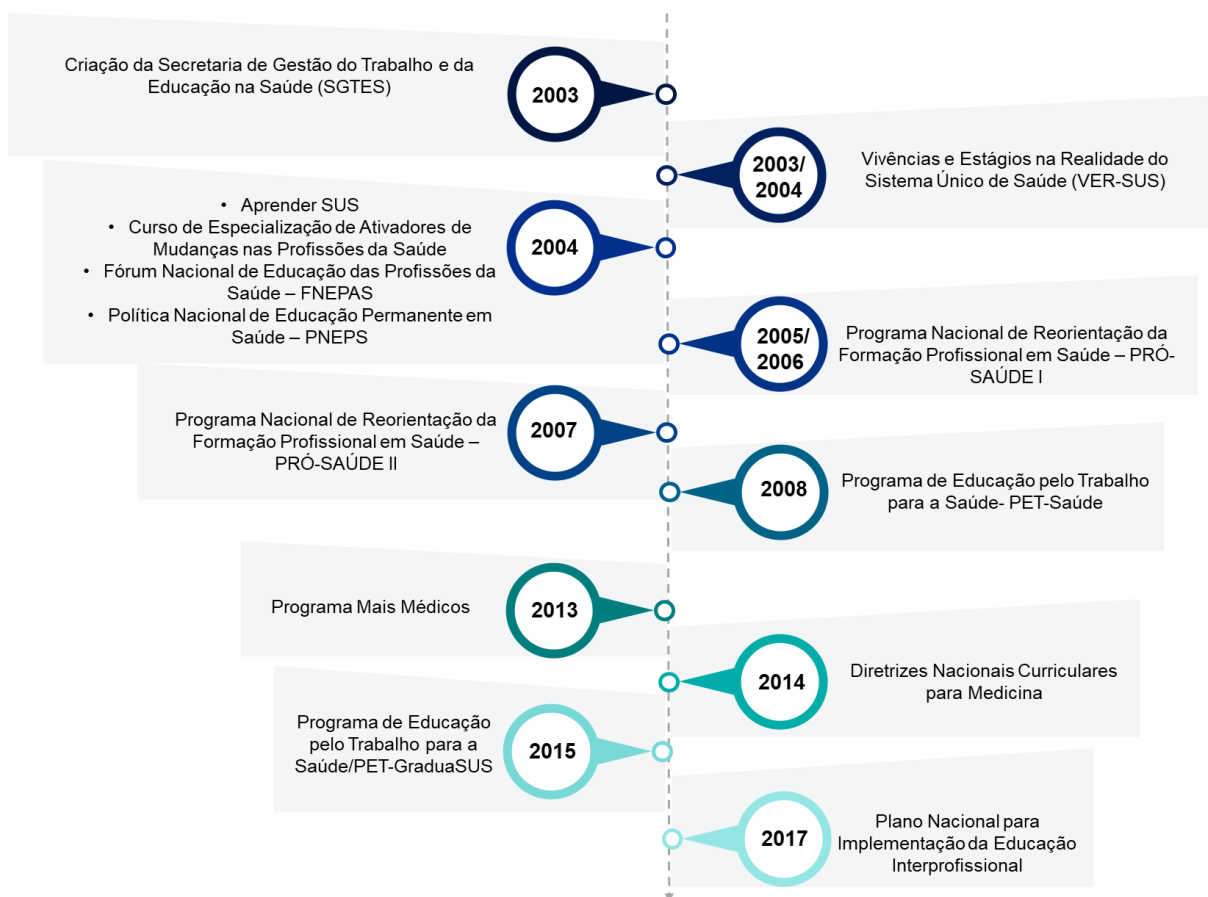 Criação da Secretaria de Gestão do Trabalho e da
Educação na Saúde (SGTES)
2003
2003/
2004
Vivências e Estágios na Realidade do
Sistema Único de Saúde (VER-SUS)
• Aprender SUS
• Curso de Especialização de Ativadores de
Mudanças nas Profissões da Saúde
• Fórum Nacional de Educação das Profissões da
Saúde – FNEPAS
• Política Nacional de Educação Permanente em
Saúde – PNEPS
2004
2005/
2006
Programa Nacional de Reorientação da
Formação Profissional em Saúde – PRÓ-
SAÚDE I
Programa Nacional de Reorientação da
Formação Profissional em Saúde –
PRÓ-SAÚDE II
2007
2008
Programa de Educação pelo Trabalho
para a Saúde- PET-Saúde
Programa Mais Médicos
2013
2014
Diretrizes Nacionais Curriculares
para Medicina
Programa de Educação
pelo Trabalho para a
Saúde/PET-GraduaSUS
2015
2017
Plano Nacional para
Implementação da Educação
Interprofissional